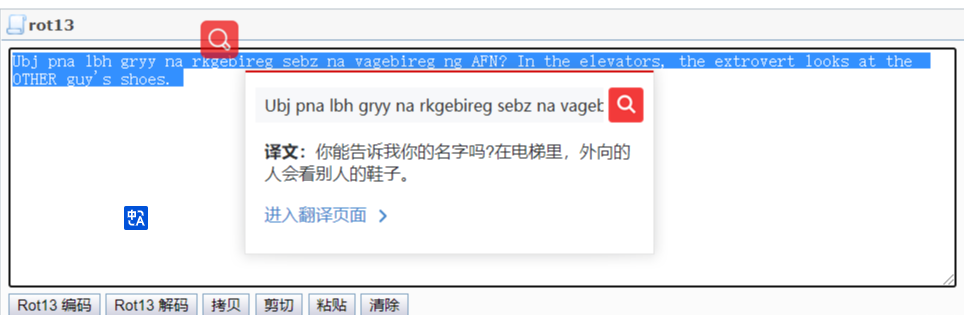 rot13
Ubj pna lbh gryy na rkgebireg sebz na vagebireg ng AFN? In the elevators, the extrovert looks at the
OTHER guy's shoes.
Ubj pna lbh gryy na rkgebireg sebz na vageb
译文：你能告诉我你的名字吗?在电梯里，外向的
人会看别人的鞋子。
进入翻译页面 >
中A
Rot13 编码 Rot13 解码 拷贝 剪切 粘贴 清除